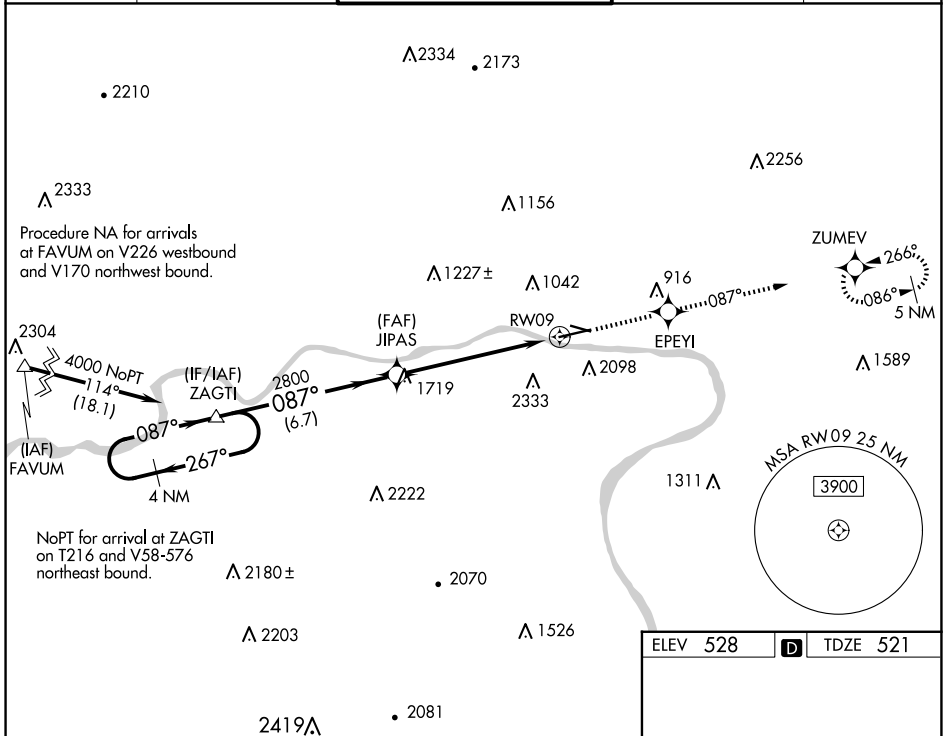 2334
2173
2210
2256
2333
1156
Procedure NA for arrivals
at FAVUM on V226 westbound
and V170 northwest bound.
ZUMEV
266°
086°
5 NM
1227±
1042
916
087°
EPEYI
RW09
(FAF)
JIPAS
2304
4000 NoPT
114°
(18.1)
(IF/IAF)
ZAGTI
2800
087°
(6.7)
1719
2098
2333
1589
(IAF)
FAVUM
087°
267°
4 NM
MSA RW09 25 NM
3900
1311
2222
NoPT for arrival at ZAGTI
on T216 and V58-576
northeast bound.
2180±
2070
2203
1526
ELEV 528 D TDZE 521
2419
2081